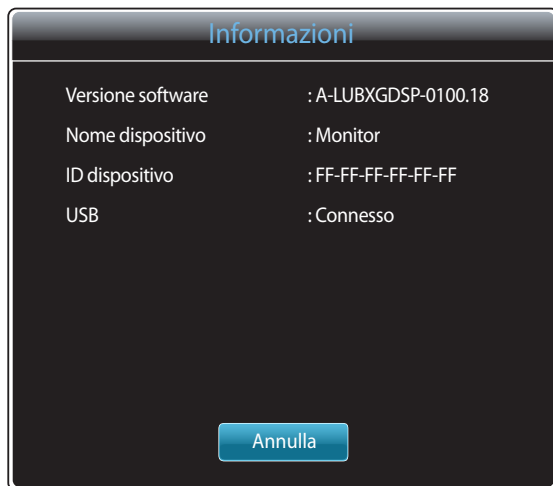 Informazioni
Versione software : A-LUBXGDSP-0100.18
Nome dispositivo : Monitor
ID dispositivo : FF-FF-FF-FF-FF-FF
USB : Connesso
Annulla